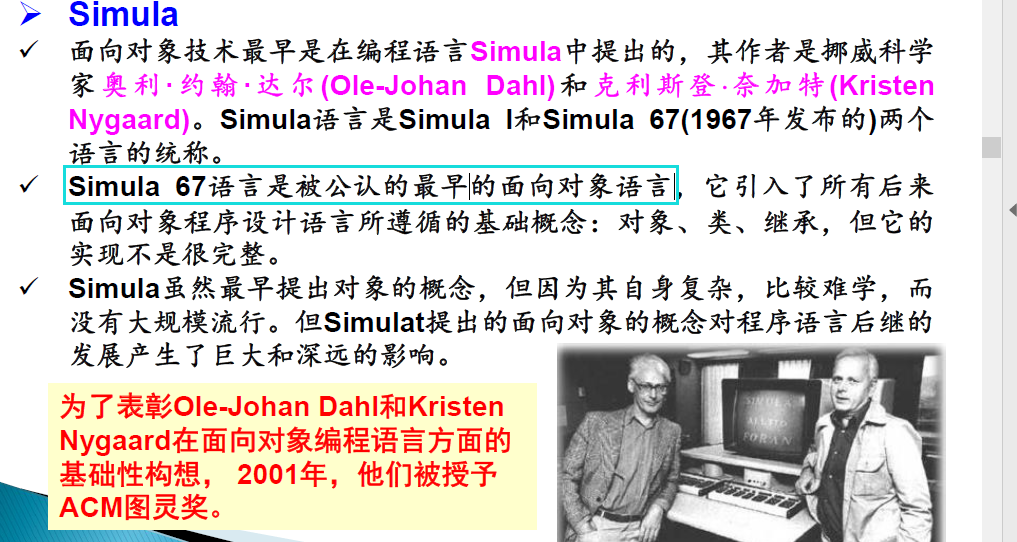 Simula
面向对象技术最早是在编程语言Simula中提出的，其作者是挪威科学
家奥利·约翰·达尔(Ole-Johan Dahl)和克利斯登·奈加特(Kristen
Nygaard)。Simula语言是Simula I和Simula 67(1967年发布的)两个
语言的统称。
Simula 67语言是被公认的最早的面向对象语言，它引入了所有后来
面向对象程序设计语言所遵循的基础概念：对象、类、继承，但它的
实现不是很完整。
Simula虽然最早提出对象的概念，但因为其自身复杂，比较难学，而
没有大规模流行。但Simulat提出的面向对象的概念对程序语言后继的
发展产生了巨大和深远的影响。
为了表彰Ole-Johan Dahl和Kristen
Nygaard在面向对象编程语言方面的
基础性构想， 2001年，他们被授予
ACM图灵奖。
SIMULA
FORAN